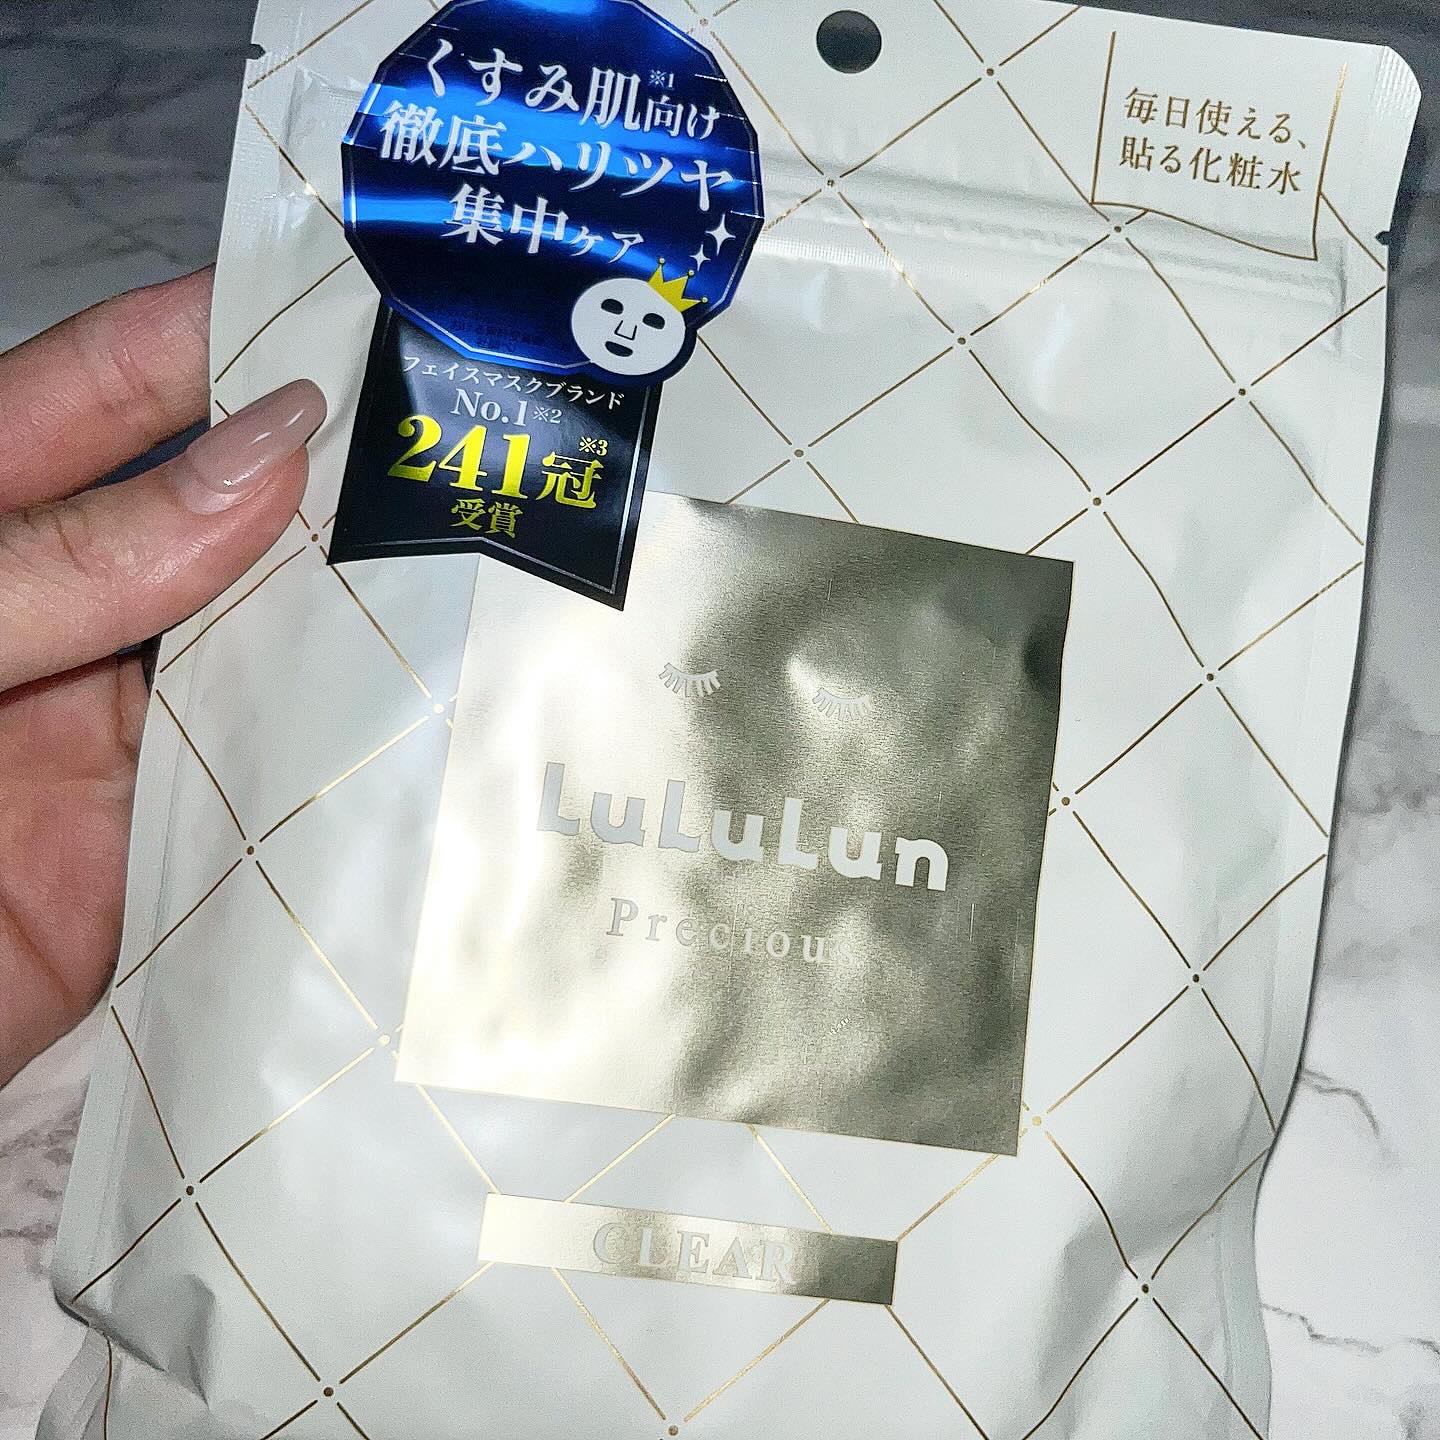 くすみ肌※1向け
徹底ハリツヤ
集中ケア
フェイスマスクブランド
No.1※2
241冠※3
受賞
毎日使える、
貼る化粧水
LuLuLun
Precious
CLEAR